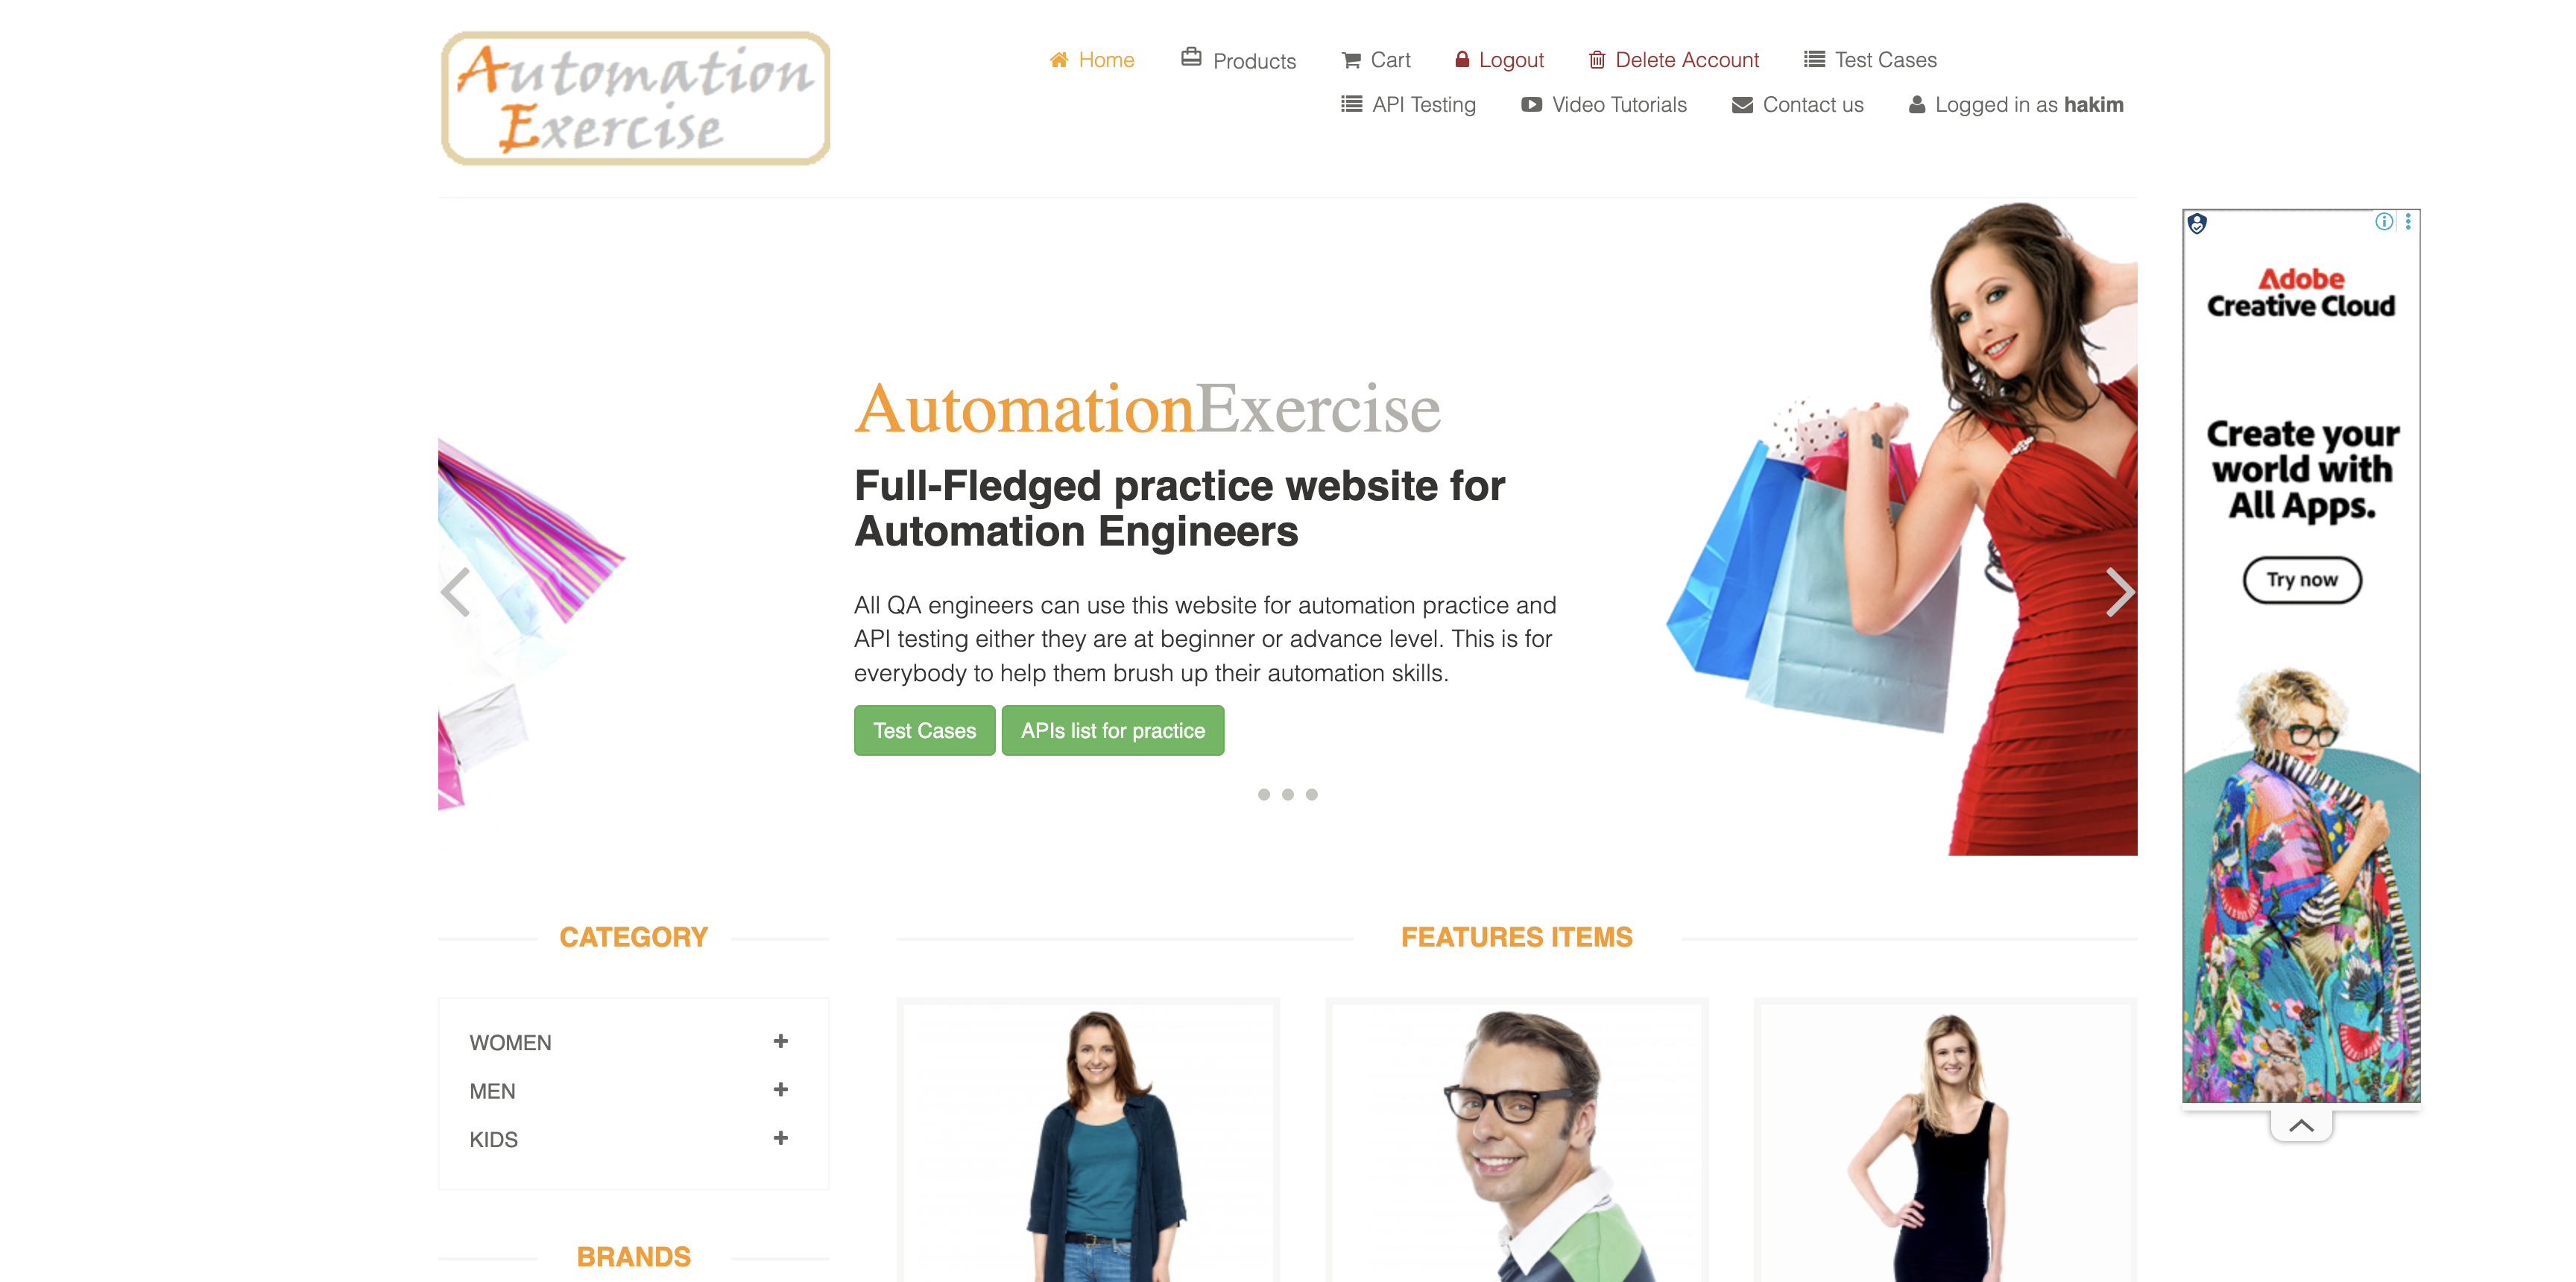 Automation
Exercise
Home Products Cart Logout Delete Account Test Cases
API Testing Video Tutorials Contact us Logged in as hakim
AutomationExercise
Full-Fledged practice website for
Automation Engineers
All QA engineers can use this website for automation practice and
API testing either they are at beginner or advance level. This is for
everybody to help them brush up their automation skills.
Test Cases APIs list for practice
Adobe
Creative Cloud
Create your
world with
All Apps.
Try now
CATEGORY
WOMEN
MEN
KIDS
BRANDS
FEATURES ITEMS